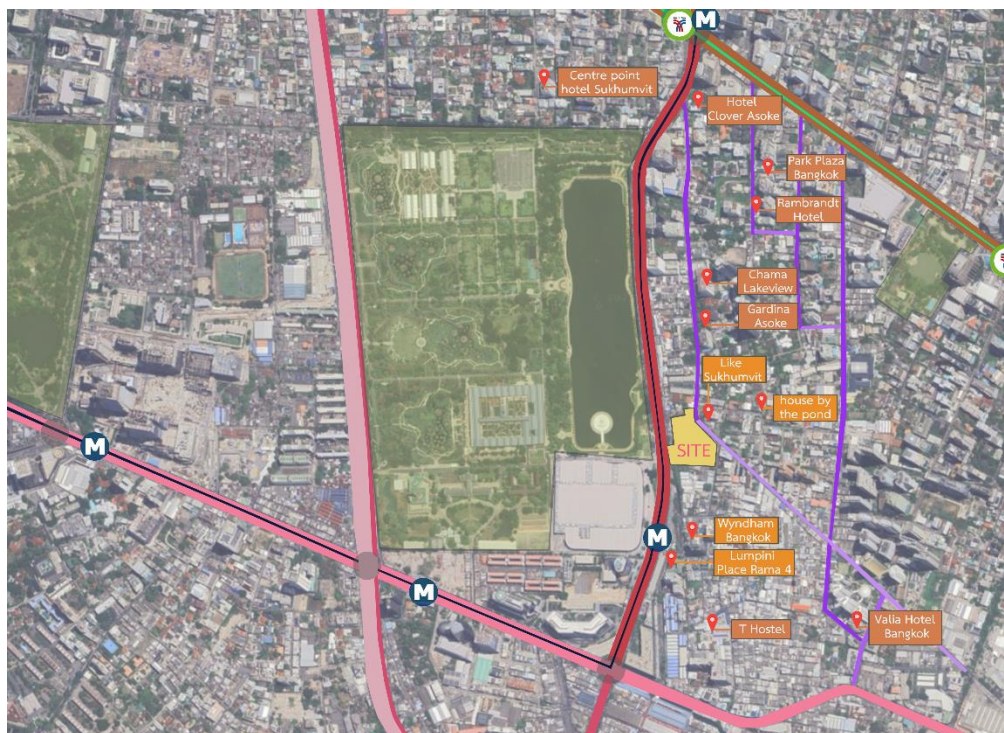 M
Centre point
hotel Sukhumvit
Hotel
Clover Asoke
Park Plaza
Bangkok
Rambrandt
Hotel
Chama
Lakeview
Gardina
Asoke
Like
Sukhumvit
house by
the pond
SITE
M
Wyndham
Bangkok
M
Lumpini
Place Rama 4
M
T Hostel
Valla Hotel
Bangkok